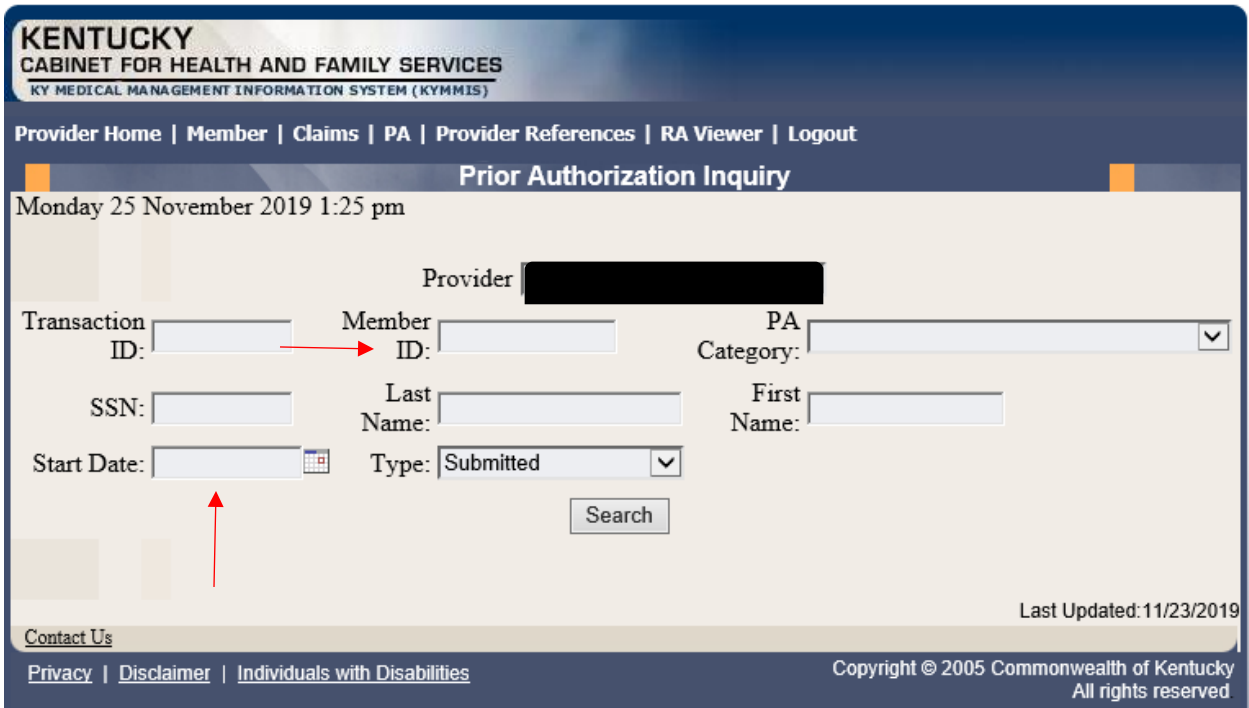 KENTUCKY
CABINET FOR HEALTH AND FAMILY SERVICES
KY MEDICAL MANAGEMENT INFORMATION SYSTEM (KYMMIS)
Provider Home | Member | Claims | PA | Provider References | RA Viewer | Logout
Prior Authorization Inquiry
Monday 25 November 2019 1:25 pm
Provider
Transaction ID:
Member ID:
PA Category:
SSN:
Last Name:
First Name:
Start Date:
Type: Submitted
Search
Last Updated:11/23/2019
Contact Us
Privacy | Disclaimer | Individuals with Disabilities
Copyright © 2005 Commonwealth of Kentucky
All rights reserved.